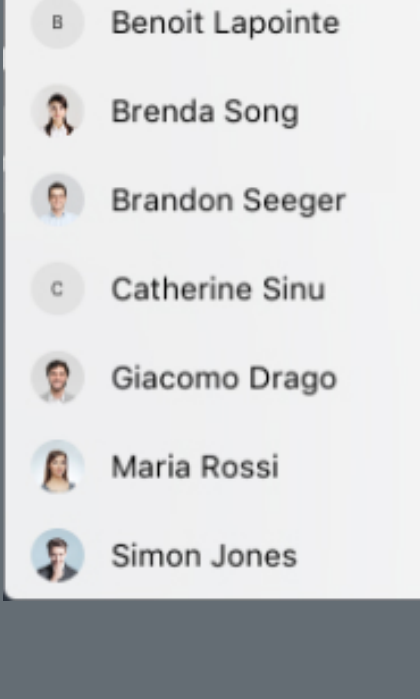 B
Benoit Lapointe
Brenda Song
Brandon Seeger
C
Catherine Sinu
Giacomo Drago
Maria Rossi
Simon Jones